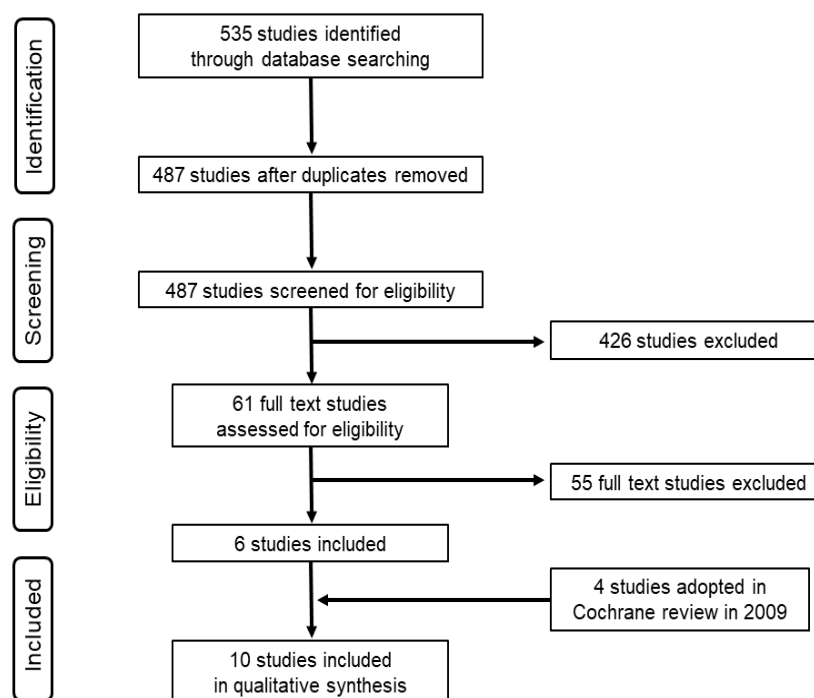 Identification
535 studies identified
through database searching
487 studies after duplicates removed
Screening
487 studies screened for eligibility
426 studies excluded
Eligibility
61 full text studies
assessed for eligibility
55 full text studies excluded
6 studies included
Included
4 studies adopted in
Cochrane review in 2009
10 studies included
in qualitative synthesis